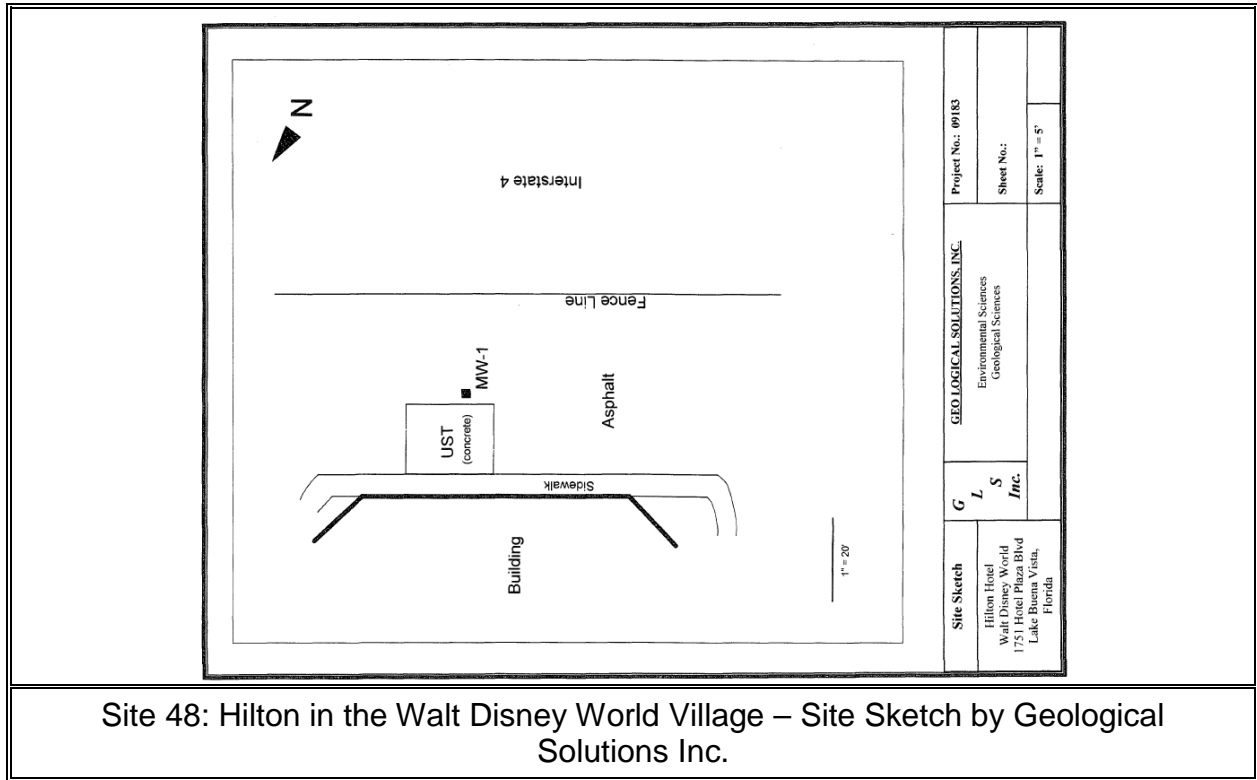 N
Interstate 4
Fence Line
MW-1
UST
(concrete)
Asphalt
Sidewalk
Building
1" = 20'
Site Sketch
Hilton Hotel
Walt Disney World
1751 Hotel Plaza Blvd
Lake Buena Vista,
Florida
G
L
S
Inc.
GEO LOGICAL SOLUTIONS, INC.
Environmental Sciences
Geological Sciences
Project No.: 09183
Sheet No.:
Scale: 1" = 5'
Site 48: Hilton in the Walt Disney World Village – Site Sketch by Geological
Solutions Inc.